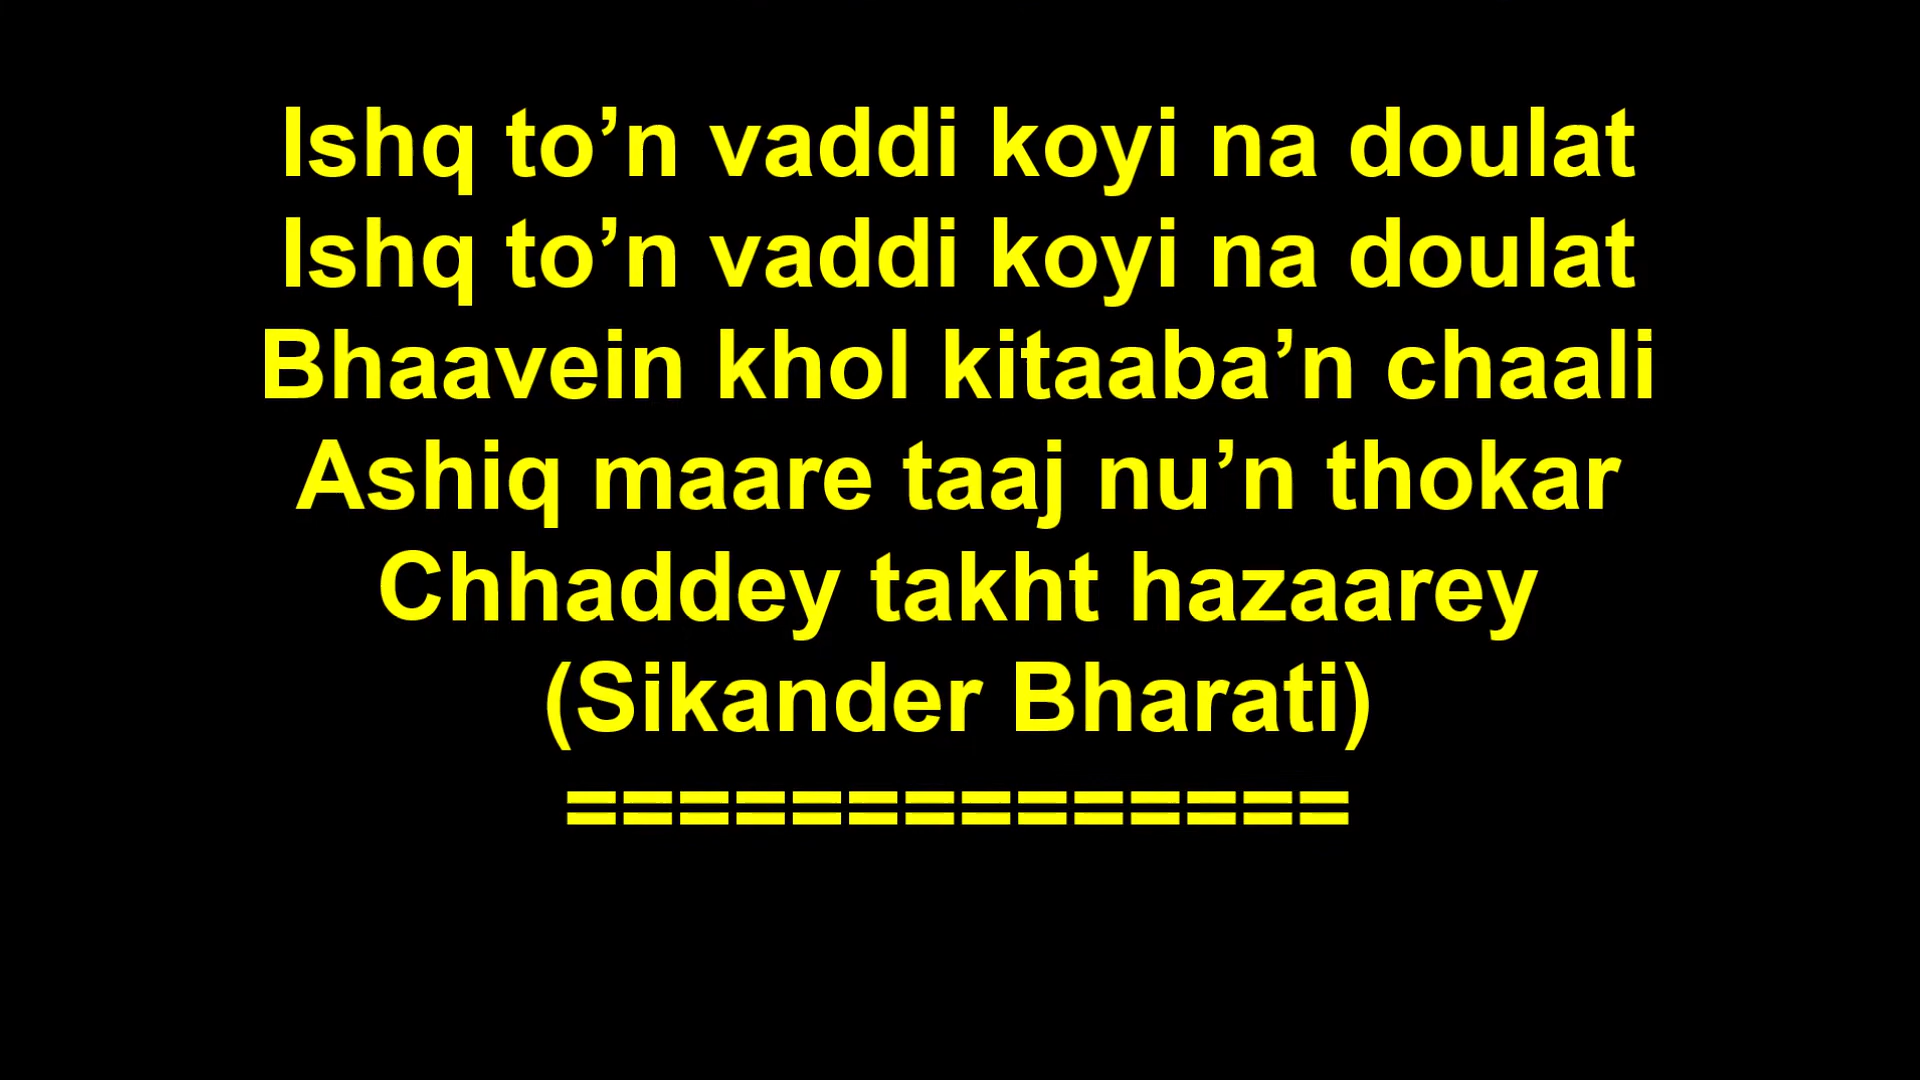 Ishq to’n vaddi koyi na doulat
Ishq to’n vaddi koyi na doulat
Bhaavein khol kitaaba’n chaali
Ashiq maare taaj nu’n thokar
Chhaddey takht hazaarey
(Sikander Bharati)
==============